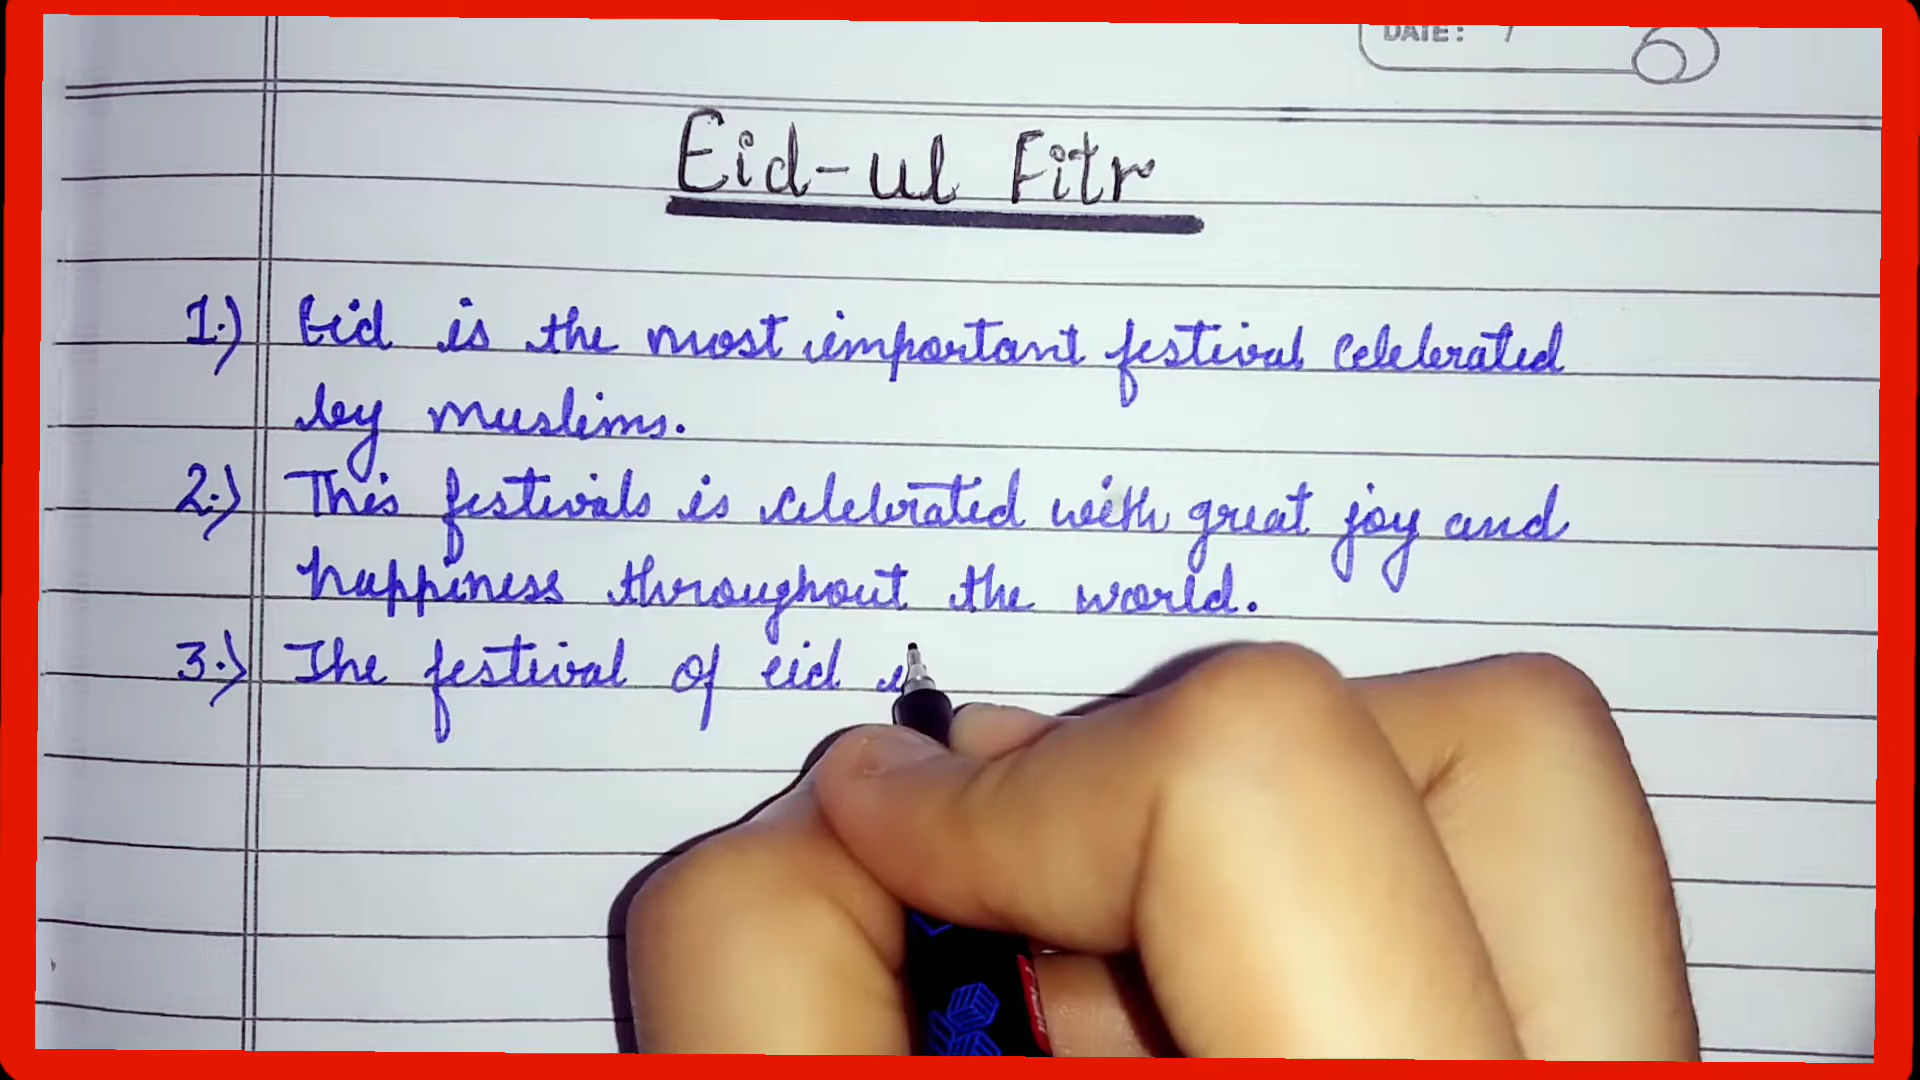 DATE: /
Eid-ul Fitr
1.) Eid is the most important festival celebrated
by muslims.
2.) This festivals is celebrated with great joy and
happiness throughout the world.
3.) The festival of eid